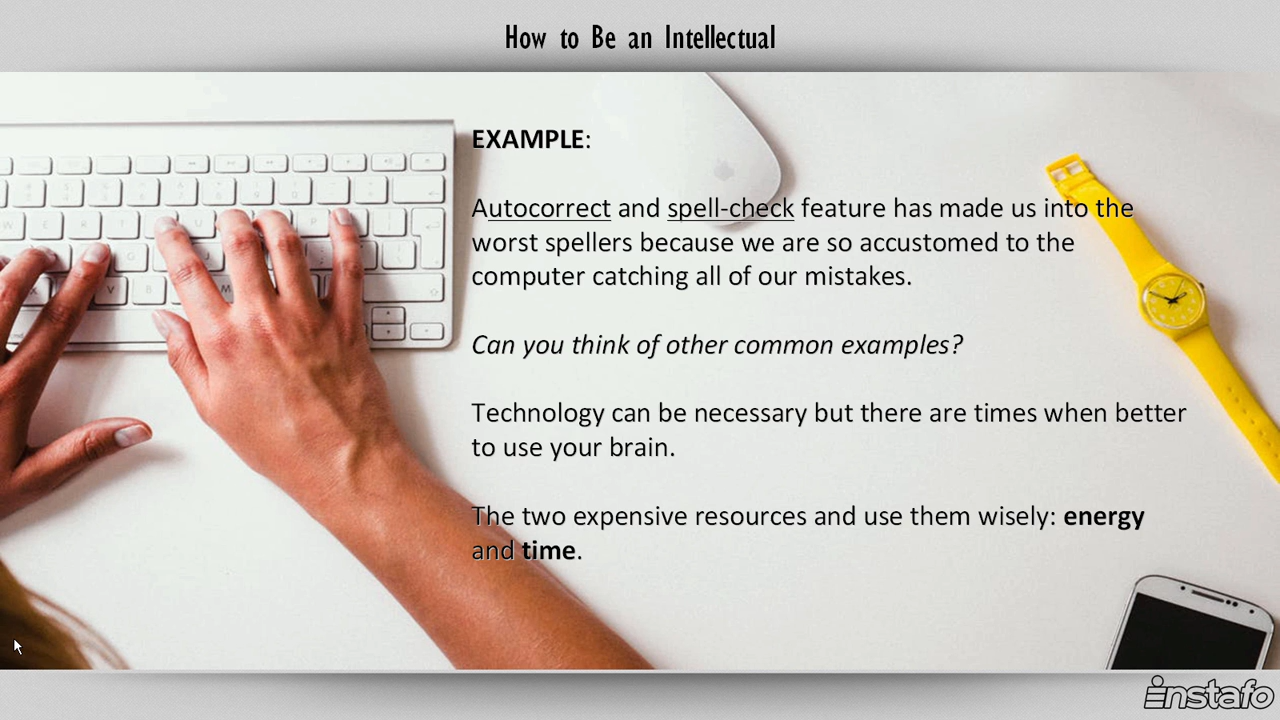 How to Be an Intellectual
EXAMPLE:
Autocorrect and spell-check feature has made us into the
worst spellers because we are so accustomed to the
computer catching all of our mistakes.
Can you think of other common examples?
Technology can be necessary but there are times when better
to use your brain.
The two expensive resources and use them wisely: energy
and time.
instafo